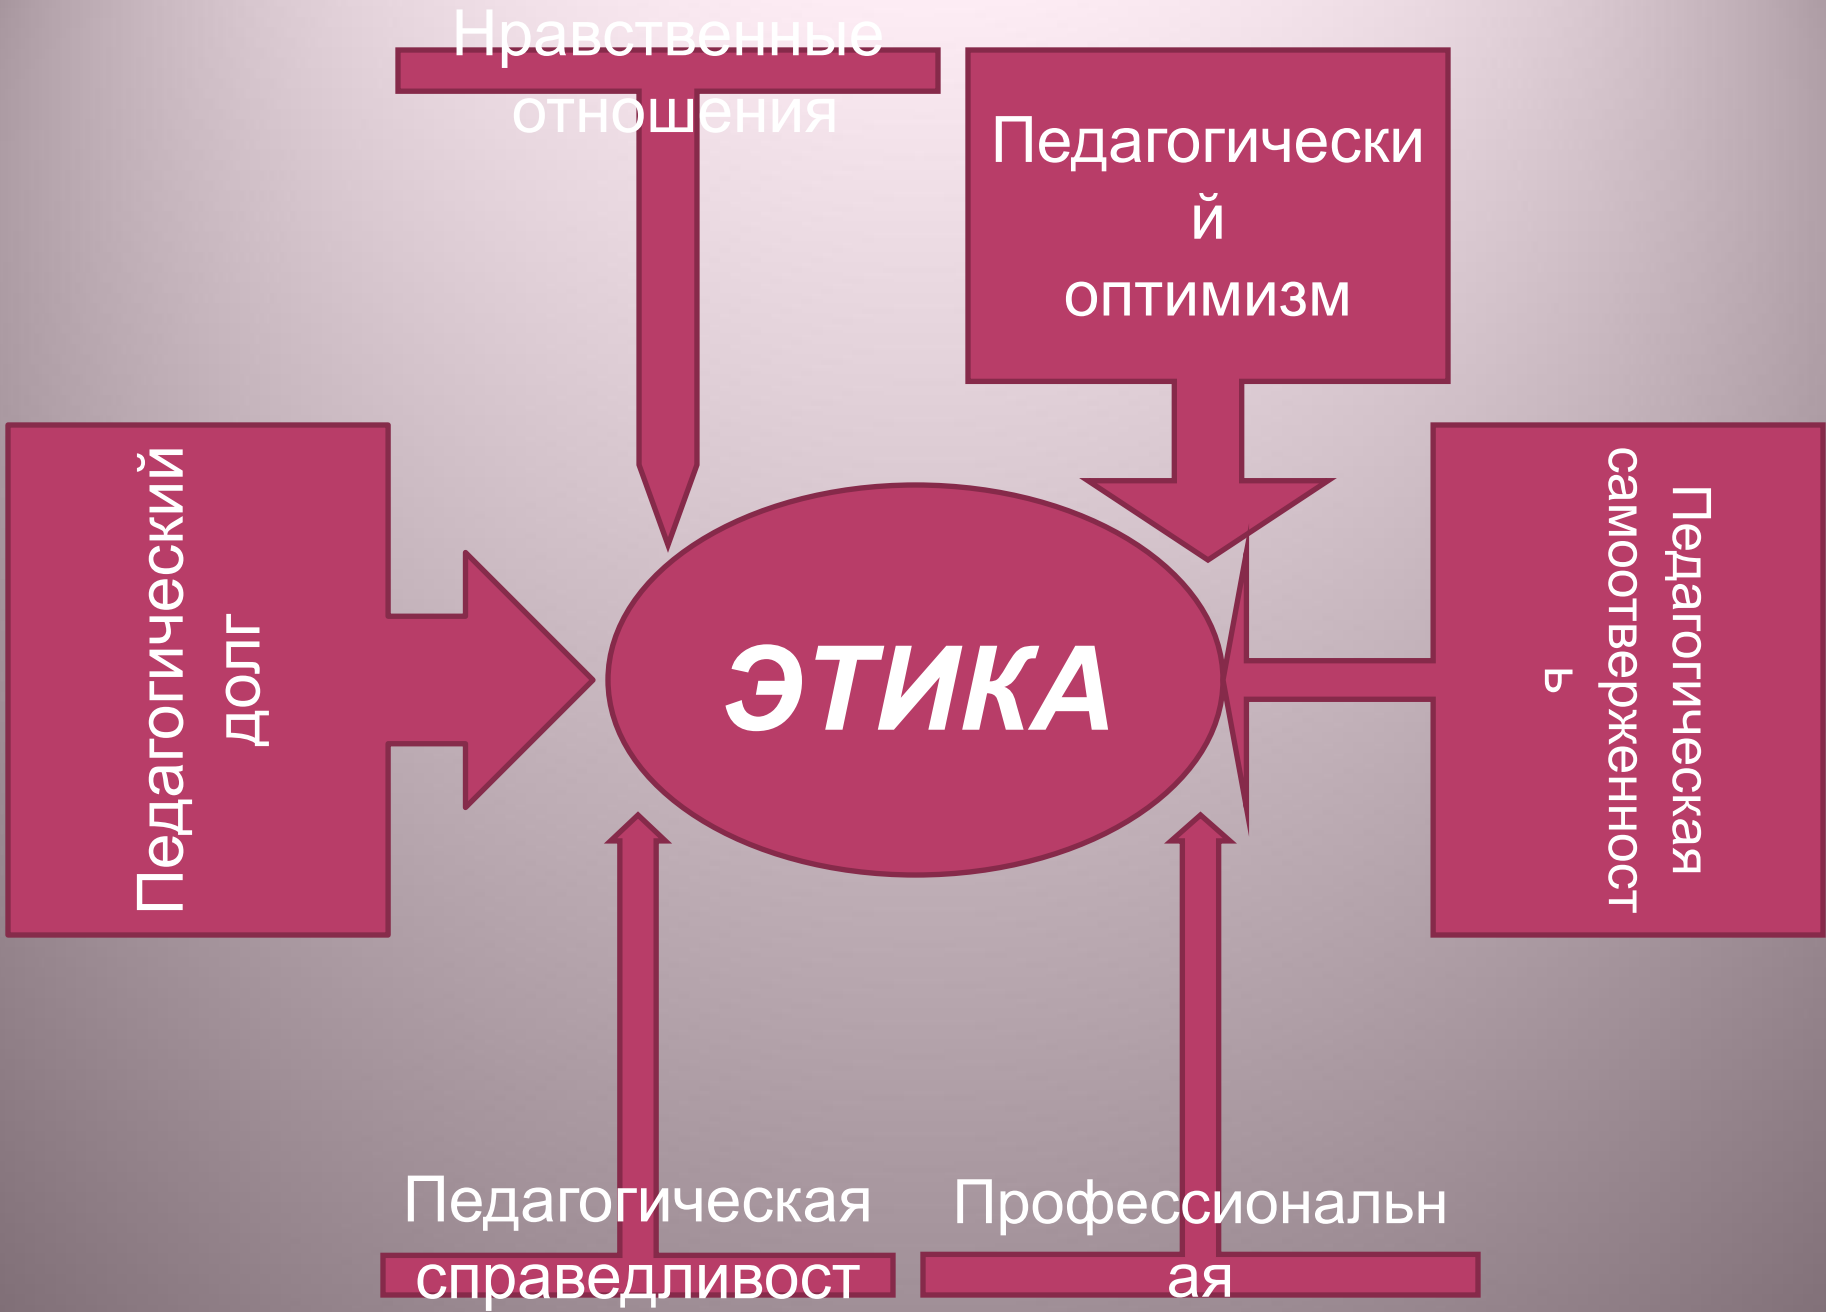 Нравственные
отношения
Педагогически
й
оптимизм
Педагогический
долг
ЭТИКА
Педагогическая
самоотверженност
ь
Педагогическая
справедливост
Профессиональн
ая